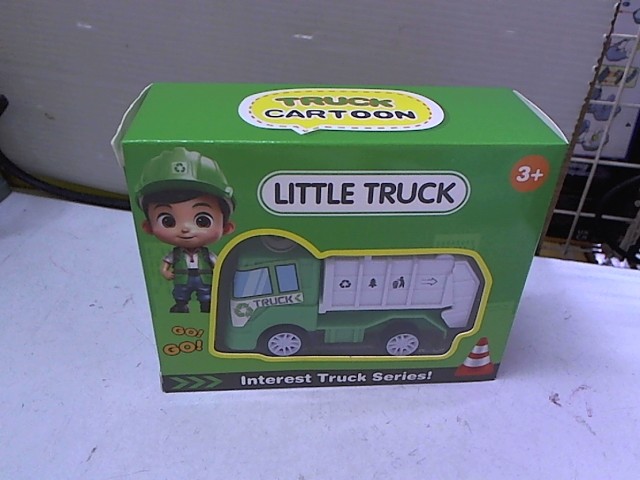 TRUCK
CARTOON
LITTLE TRUCK
3+
TRUCK
GO!
GO!
Interest Truck Series!